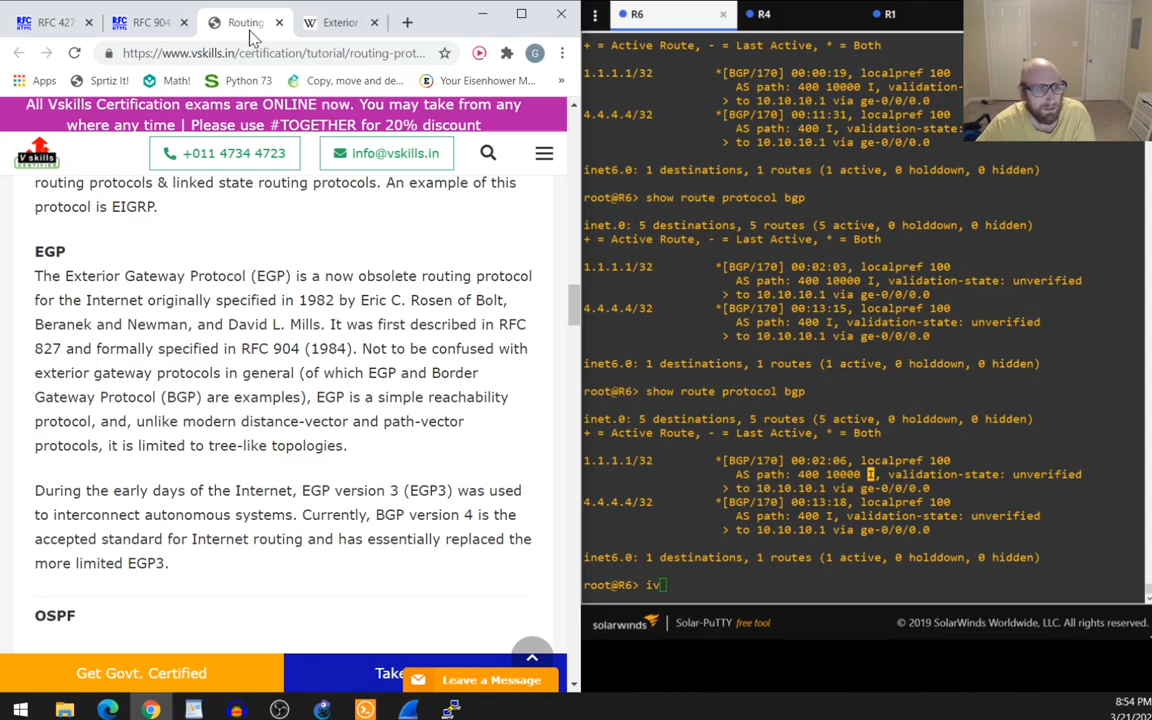 RFC 427
RFC 904
Routing
Exterior
https://www.vskills.in/certification/tutorial/routing-prot...
Apps
Spritz It!
Math!
Python 73
Copy, move and de...
Your Eisenhower M...
»
All Vskills Certification exams are ONLINE now. You may take from
any where any time | Please use #TOGETHER for 20% discount
V skills
CERTIFIED
+011 4734 4723
info@vskills.in
routing protocols & linked state routing protocols. An example of this
protocol is EIGRP.
EGP
The Exterior Gateway Protocol (EGP) is a now obsolete routing protocol
for the Internet originally specified in 1982 by Eric C. Rosen of Bolt,
Beranek and Newman, and David L. Mills. It was first described in RFC
827 and formally specified in RFC 904 (1984). Not to be confused with
exterior gateway protocols in general (of which EGP and Border
Gateway Protocol (BGP) are examples), EGP is a simple reachability
protocol, and, unlike modern distance-vector and path-vector
protocols, it is limited to tree-like topologies.
During the early days of the Internet, EGP version 3 (EGP3) was used
to interconnect autonomous systems. Currently, BGP version 4 is the
accepted standard for Internet routing and has essentially replaced the
more limited EGP3.
OSPF
Get Govt. Certified
Take
Leave a Message
R6
R4
R1
+ = Active Route, - = Last Active, * = Both
1.1.1.1/32 *[BGP/170] 00:00:19, localpref 100
AS path: 400 10000 I, validation-
> to 10.10.10.1 via ge-0/0/0.0
4.4.4.4/32 *[BGP/170] 00:11:31, localpref 100
AS path: 400 I, validation-state:
> to 10.10.10.1 via ge-0/0/0.0
inet6.0: 1 destinations, 1 routes (1 active, 0 holddown, 0 hidden)
root@R6> show route protocol bgp
inet.0: 5 destinations, 5 routes (5 active, 0 holddown, 0 hidden)
+ = Active Route, - = Last Active, * = Both
1.1.1.1/32 *[BGP/170] 00:02:03, localpref 100
AS path: 400 10000 I, validation-state: unverified
> to 10.10.10.1 via ge-0/0/0.0
4.4.4.4/32 *[BGP/170] 00:13:15, localpref 100
AS path: 400 I, validation-state: unverified
> to 10.10.10.1 via ge-0/0/0.0
inet6.0: 1 destinations, 1 routes (1 active, 0 holddown, 0 hidden)
root@R6> show route protocol bgp
inet.0: 5 destinations, 5 routes (5 active, 0 holddown, 0 hidden)
+ = Active Route, - = Last Active, * = Both
1.1.1.1/32 *[BGP/170] 00:02:06, localpref 100
AS path: 400 10000 I, validation-state: unverified
> to 10.10.10.1 via ge-0/0/0.0
4.4.4.4/32 *[BGP/170] 00:13:18, localpref 100
AS path: 400 I, validation-state: unverified
> to 10.10.10.1 via ge-0/0/0.0
inet6.0: 1 destinations, 1 routes (1 active, 0 holddown, 0 hidden)
root@R6> iv
solarwinds Solar-PuTTY free tool © 2019 SolarWinds Worldwide, LLC. All rights reserved.
8:54 PM
3/21/202